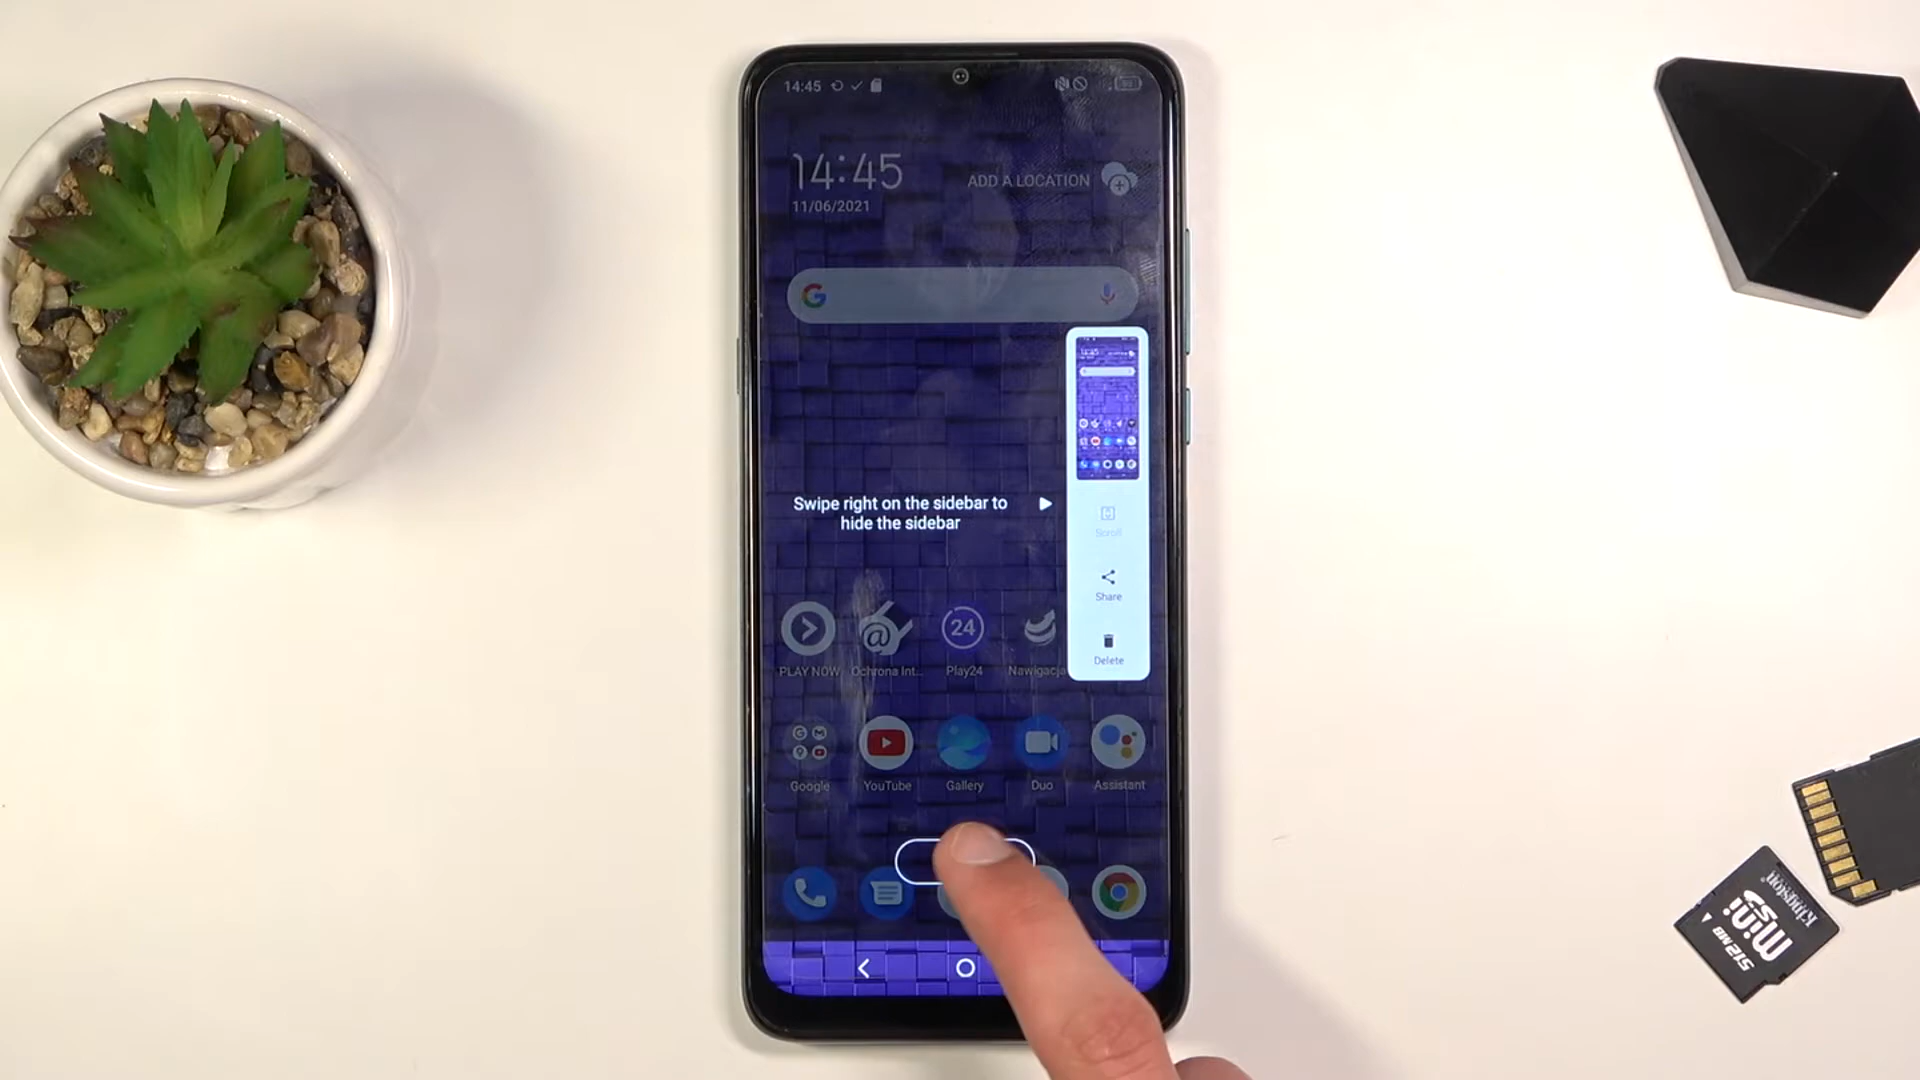 14:45
14:45
11/06/2021
ADD A LOCATION
G
Swipe right on the sidebar to
hide the sidebar
Scroll
Share
Delete
PLAY NOW
Ochrona Int...
24
Play24
Nawigacja
Google
YouTube
Gallery
Duo
Assistant
Kingston
mini
SD
512 MB